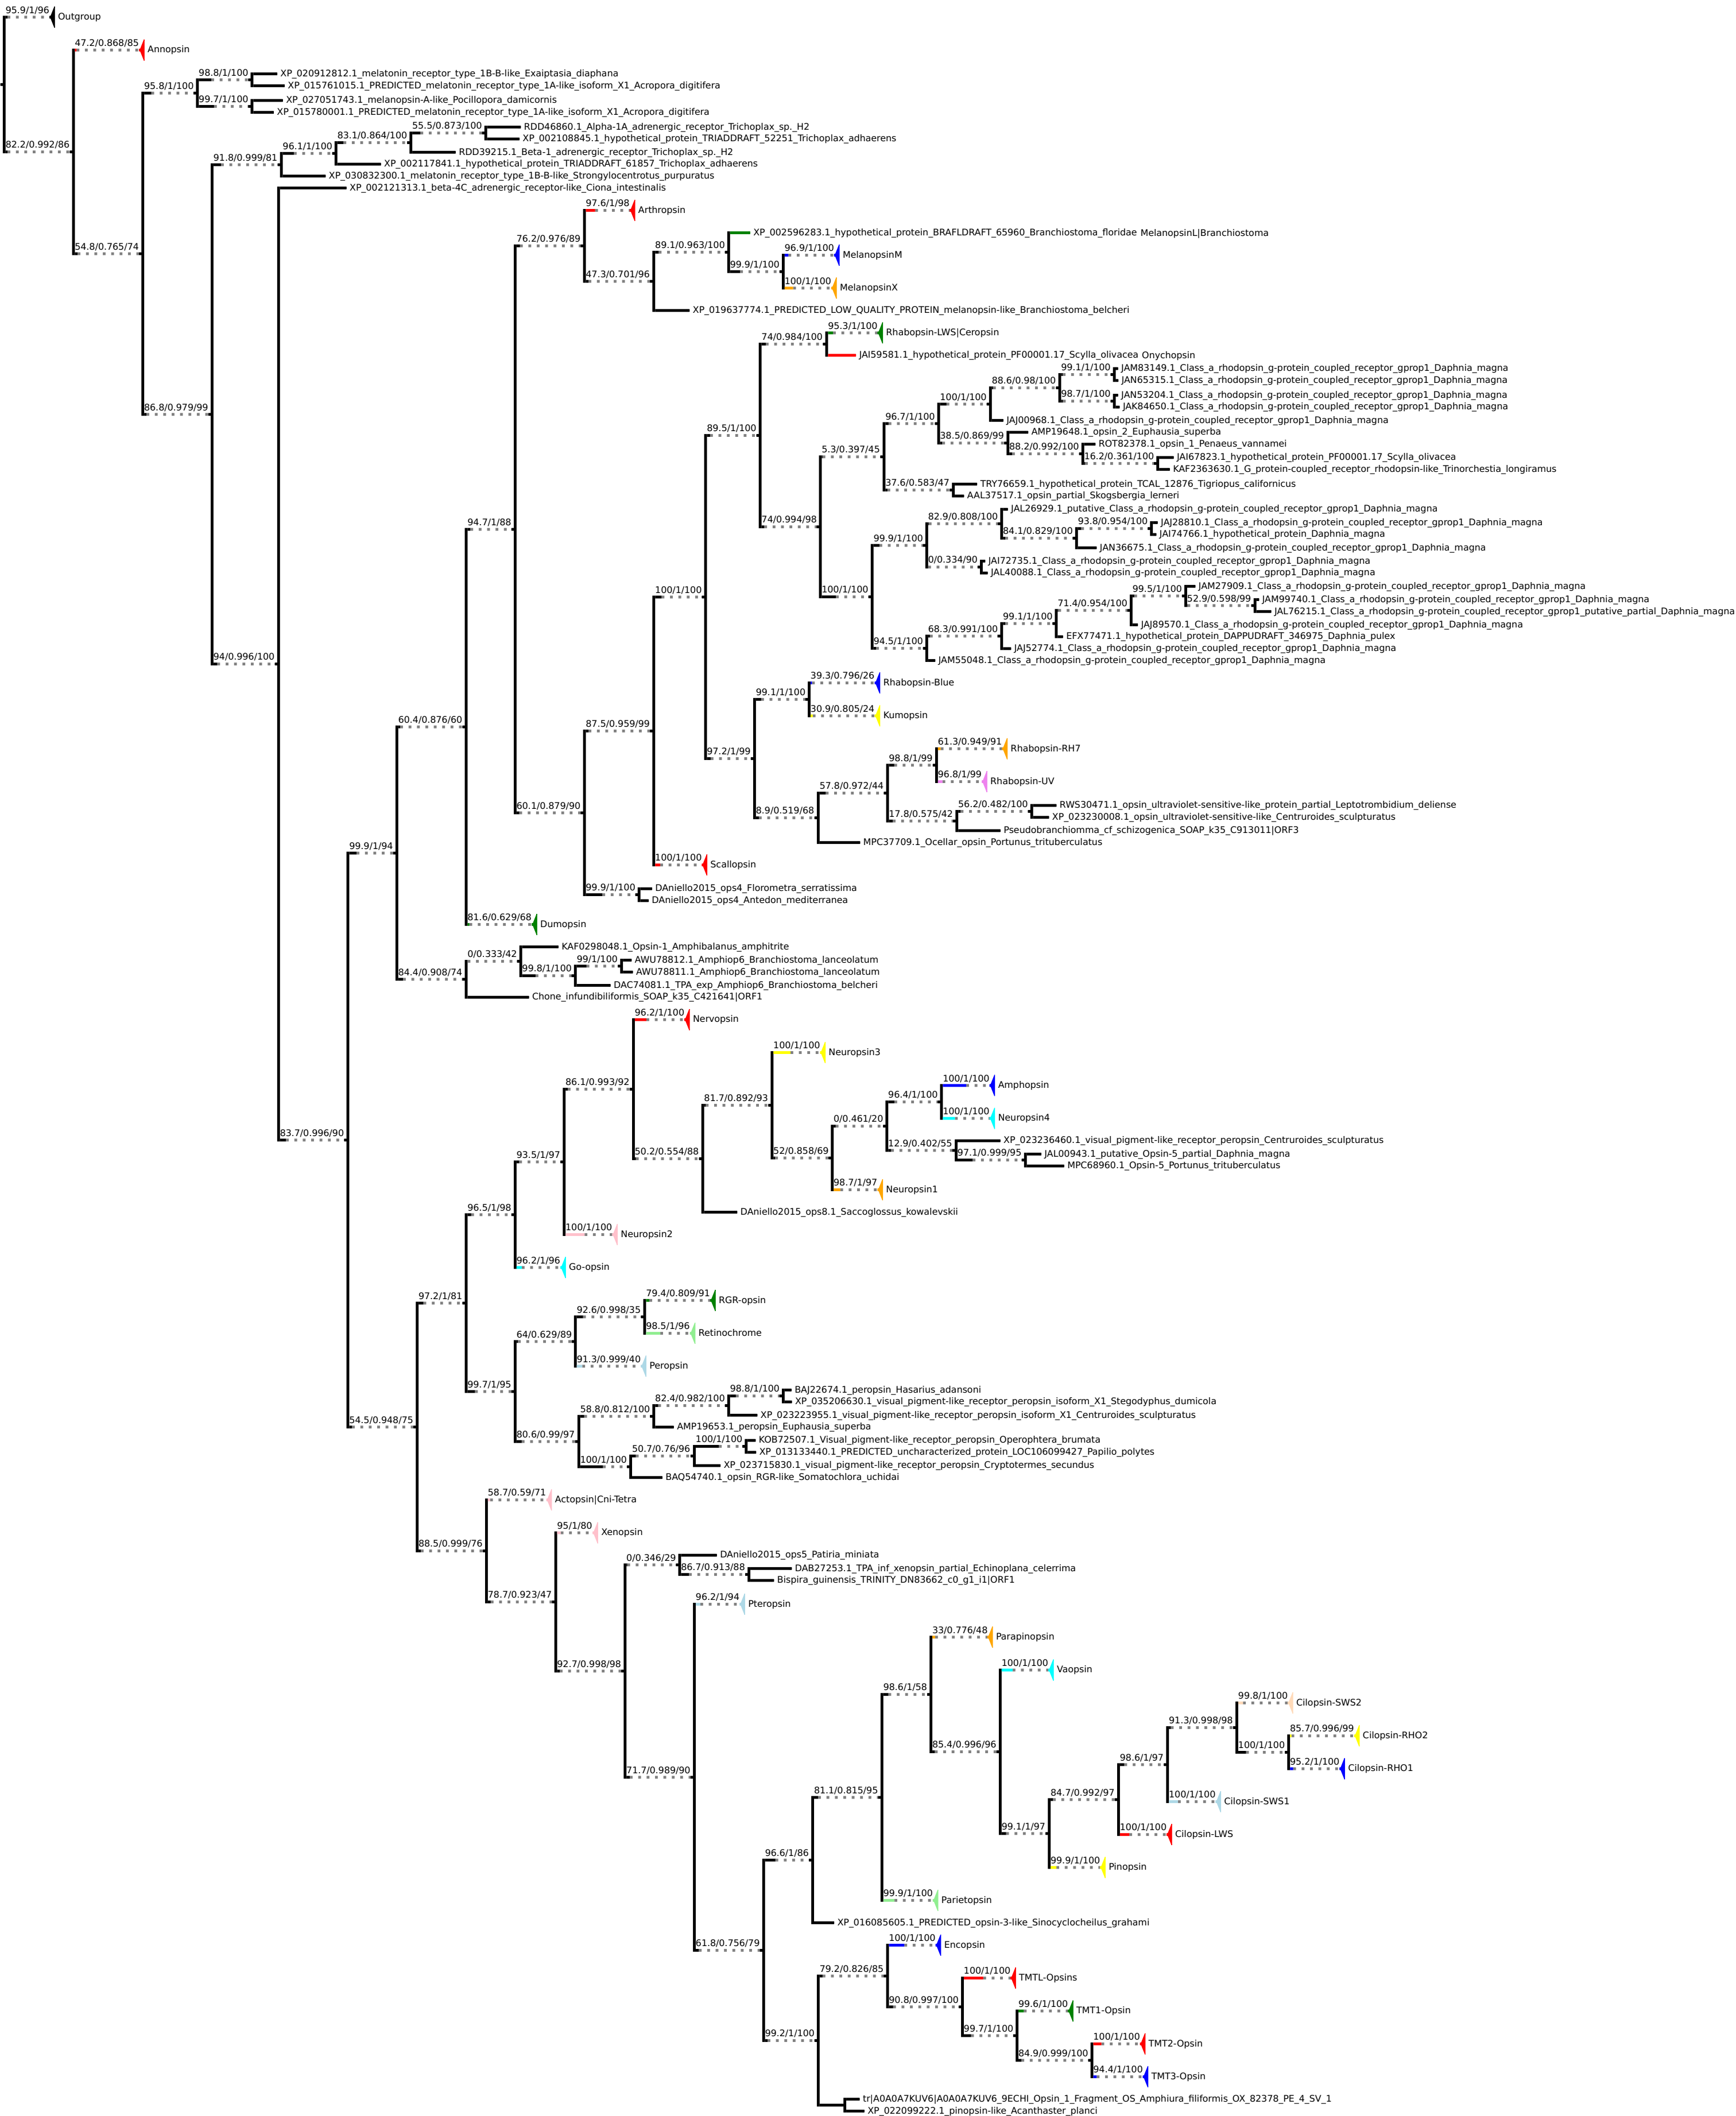 95.9/1/96 Outgroup
47.2/0.868/85 Annopsin
98.8/1/100 XP_020912812.1_melatonin_receptor_type_1B-B-like_Exaiptasia_diaphana
95.8/1/100 XP_015761015.1_PREDICTED_melatonin_receptor_type_1A-like_isoform_X1_Acropora_digitifera
99.7/1/100 XP_027051743.1_melanopsin-A-like_Pocillopora_damicornis
XP_015780001.1_PREDICTED_melatonin_receptor_type_1A-like_isoform_X1_Acropora_digitifera
55.5/0.873/100 RDD46860.1_Alpha-1A_adrenergic_receptor_Trichoplax_sp._H2
83.1/0.864/100 XP_002108845.1_hypothetical_protein_TRIADDRAFT_52251_Trichoplax_adhaerens
82.2/0.992/86 96.1/1/100 RDD39215.1_Beta-1_adrenergic_receptor_Trichoplax_sp._H2
91.8/0.999/81 XP_002117841.1_hypothetical_protein_TRIADDRAFT_61857_Trichoplax_adhaerens
XP_030832300.1_melatonin_receptor_type_1B-B-like_Strongylocentrotus_purpuratus
XP_002121313.1_beta-4C_adrenergic_receptor-like_Ciona_intestinalis
97.6/1/98 Arthropsin
XP_002596283.1_hypothetical_protein_BRAFLDRAFT_65960_Branchiostoma_floridae MelanopsinL|Branchiostoma
54.8/0.765/74 76.2/0.976/89 89.1/0.963/100 96.9/1/100 MelanopsinM
99.9/1/100
47.3/0.701/96 100/1/100 MelanopsinX
XP_019637774.1_PREDICTED_LOW_QUALITY_PROTEIN_melanopsin-like_Branchiostoma_belcheri
95.3/1/100 Rhabopsin-LWS|Ceropsin
74/0.984/100
JAI59581.1_hypothetical_protein_PF00001.17_Scylla_olivacea Onychopsin
99.1/1/100 JAM83149.1_Class_a_rhodopsin_g-protein_coupled_receptor_gprop1_Daphnia_magna
88.6/0.98/100 JAN65315.1_Class_a_rhodopsin_g-protein_coupled_receptor_gprop1_Daphnia_magna
100/1/100 98.7/1/100 JAN53204.1_Class_a_rhodopsin_g-protein_coupled_receptor_gprop1_Daphnia_magna
86.8/0.979/99 JAK84650.1_Class_a_rhodopsin_g-protein_coupled_receptor_gprop1_Daphnia_magna
96.7/1/100 JAJ00968.1_Class_a_rhodopsin_g-protein_coupled_receptor_gprop1_Daphnia_magna
89.5/1/100 38.5/0.869/99 AMP19648.1_opsin_2_Euphausia_superba
88.2/0.992/100 ROT82378.1_opsin_1_Penaeus_vannamei
5.3/0.397/45 16.2/0.361/100 JAI67823.1_hypothetical_protein_PF00001.17_Scylla_olivacea
KAF2363630.1_G_protein-coupled_receptor_rhodopsin-like_Trinorchestia_longiramus
37.6/0.583/47 TRY76659.1_hypothetical_protein_TCAL_12876_Tigriopus_californicus
AAL37517.1_opsin_partial_Skogsbergia_lerneri
82.9/0.808/100 JAL26929.1_putative_Class_a_rhodopsin_g-protein_coupled_receptor_gprop1_Daphnia_magna
94.7/1/88 74/0.994/98 93.8/0.954/100 JAJ28810.1_Class_a_rhodopsin_g-protein_coupled_receptor_gprop1_Daphnia_magna
84.1/0.829/100 JAI74766.1_hypothetical_protein_Daphnia_magna
99.9/1/100 JAN36675.1_Class_a_rhodopsin_g-protein_coupled_receptor_gprop1_Daphnia_magna
0/0.334/90 JAI72735.1_Class_a_rhodopsin_g-protein_coupled_receptor_gprop1_Daphnia_magna
JAL40088.1_Class_a_rhodopsin_g-protein_coupled_receptor_gprop1_Daphnia_magna
100/1/100 100/1/100 99.5/1/100 JAM27909.1_Class_a_rhodopsin_g-protein_coupled_receptor_gprop1_Daphnia_magna
71.4/0.954/100 52.9/0.598/99 JAM99740.1_Class_a_rhodopsin_g-protein_coupled_receptor_gprop1_Daphnia_magna
99.1/1/100 JAL76215.1_Class_a_rhodopsin_g-protein_coupled_receptor_gprop1_putative_partial_Daphnia_magna
JAJ89570.1_Class_a_rhodopsin_g-protein_coupled_receptor_gprop1_Daphnia_magna
68.3/0.991/100 EFX77471.1_hypothetical_protein_DAPPUDRAFT_346975_Daphnia_pulex
94.5/1/100 JAJ52774.1_Class_a_rhodopsin_g-protein_coupled_receptor_gprop1_Daphnia_magna
94/0.996/100 JAM55048.1_Class_a_rhodopsin_g-protein_coupled_receptor_gprop1_Daphnia_magna
39.3/0.796/26 Rhabopsin-Blue
99.1/1/100
60.4/0.876/60 87.5/0.959/99 30.9/0.805/24 Kumopsin
97.2/1/99 61.3/0.949/91 Rhabopsin-RH7
98.8/1/99
96.8/1/99 Rhabopsin-UV
57.8/0.972/44
60.1/0.879/90 8.9/0.519/68 56.2/0.482/100 RWS30471.1_opsin_ultraviolet-sensitive-like_protein_partial_Leptotrombidium_deliense
17.8/0.575/42 XP_023230008.1_opsin_ultraviolet-sensitive-like_Centruroides_sculpturatus
Pseudobranchiomma_cf_schizogenica_SOAP_k35_C913011|ORF3
MPC37709.1_Ocellar_opsin_Portunus_trituberculatus
99.9/1/94 100/1/100 Scallopsin
99.9/1/100 DAniello2015_ops4_Florometra_serratissima
DAniello2015_ops4_Antedon_mediterranea
81.6/0.629/68 Dumopsin
0/0.333/42 KAF0298048.1_Opsin-1_Amphibalanus_amphitrite
99/1/100 AWU78812.1_Amphiop6_Branchiostoma_lanceolatum
84.4/0.908/74 99.8/1/100 AWU78811.1_Amphiop6_Branchiostoma_lanceolatum
DAC74081.1_TPA_exp_Amphiop6_Branchiostoma_belcheri
Chone_infundibiliformis_SOAP_k35_C421641|ORF1
96.2/1/100 Nervopsin
100/1/100 Neuropsin3
86.1/0.993/92 100/1/100 Amphopsin
81.7/0.892/93 96.4/1/100
0/0.461/20 100/1/100 Neuropsin4
83.7/0.996/90 12.9/0.402/55 XP_023236460.1_visual_pigment-like_receptor_peropsin_Centruroides_sculpturatus
50.2/0.554/88 52/0.858/69 97.1/0.999/95 JAL00943.1_putative_Opsin-5_partial_Daphnia_magna
93.5/1/97 MPC68960.1_Opsin-5_Portunus_trituberculatus
98.7/1/97 Neuropsin1
96.5/1/98 DAniello2015_ops8.1_Saccoglossus_kowalevskii
100/1/100 Neuropsin2
96.2/1/96 Go-opsin
97.2/1/81 79.4/0.809/91 RGR-opsin
92.6/0.998/35
64/0.629/89 98.5/1/96 Retinochrome
91.3/0.999/40 Peropsin
99.7/1/95 98.8/1/100 BAJ22674.1_peropsin_Hasarius_adansoni
82.4/0.982/100 XP_035206630.1_visual_pigment-like_receptor_peropsin_isoform_X1_Stegodyphus_dumicola
58.8/0.812/100 XP_023223955.1_visual_pigment-like_receptor_peropsin_isoform_X1_Centruroides_sculpturatus
54.5/0.948/75 AMP19653.1_peropsin_Euphausia_superba
80.6/0.99/97 100/1/100 KOB72507.1_Visual_pigment-like_receptor_peropsin_Operophtera_brumata
50.7/0.76/96 XP_013133440.1_PREDICTED_uncharacterized_protein_LOC106099427_Papilio_polytes
100/1/100 XP_023715830.1_visual_pigment-like_receptor_peropsin_Cryptotermes_secundus
BAQ54740.1_opsin_RGR-like_Somatochlora_uchidai
58.7/0.59/71 Actopsin|Cni-Tetra
95/1/80 Xenopsin
88.5/0.999/76 0/0.346/29 DAniello2015_ops5_Patiria_miniata
86.7/0.913/88 DAB27253.1_TPA_inf_xenopsin_partial_Echinoplana_celerrima
78.7/0.923/47 Bispira_guinensis_TRINITY_DN83662_c0_g1_i1|ORF1
96.2/1/94 Pteropsin
33/0.776/48 Parapinopsin
92.7/0.998/98 100/1/100 Vaopsin
98.6/1/58 99.8/1/100 Cilopsin-SWS2
91.3/0.998/98
85.7/0.996/99 Cilopsin-RHO2
85.4/0.996/96 100/1/100
98.6/1/97 95.2/1/100 Cilopsin-RHO1
71.7/0.989/90
81.1/0.815/95 84.7/0.992/97 100/1/100 Cilopsin-SWS1
99.1/1/97 100/1/100 Cilopsin-LWS
96.6/1/86 99.9/1/100 Pinopsin
99.9/1/100 Parietopsin
XP_016085605.1_PREDICTED_opsin-3-like_Sinocyclocheilus_grahami
61.8/0.756/79 100/1/100 Encopsin
79.2/0.826/85 100/1/100 TMTL-Opsins
90.8/0.997/100 99.6/1/100 TMT1-Opsin
99.2/1/100 99.7/1/100
100/1/100 TMT2-Opsin
84.9/0.999/100
94.4/1/100 TMT3-Opsin
tr|A0A0A7KUV6|A0A0A7KUV6_9ECHI_Opsin_1_Fragment_OS_Amphiura_filiformis_OX_82378_PE_4_SV_1
XP_022099222.1_pinopsin-like_Acanthaster_planci